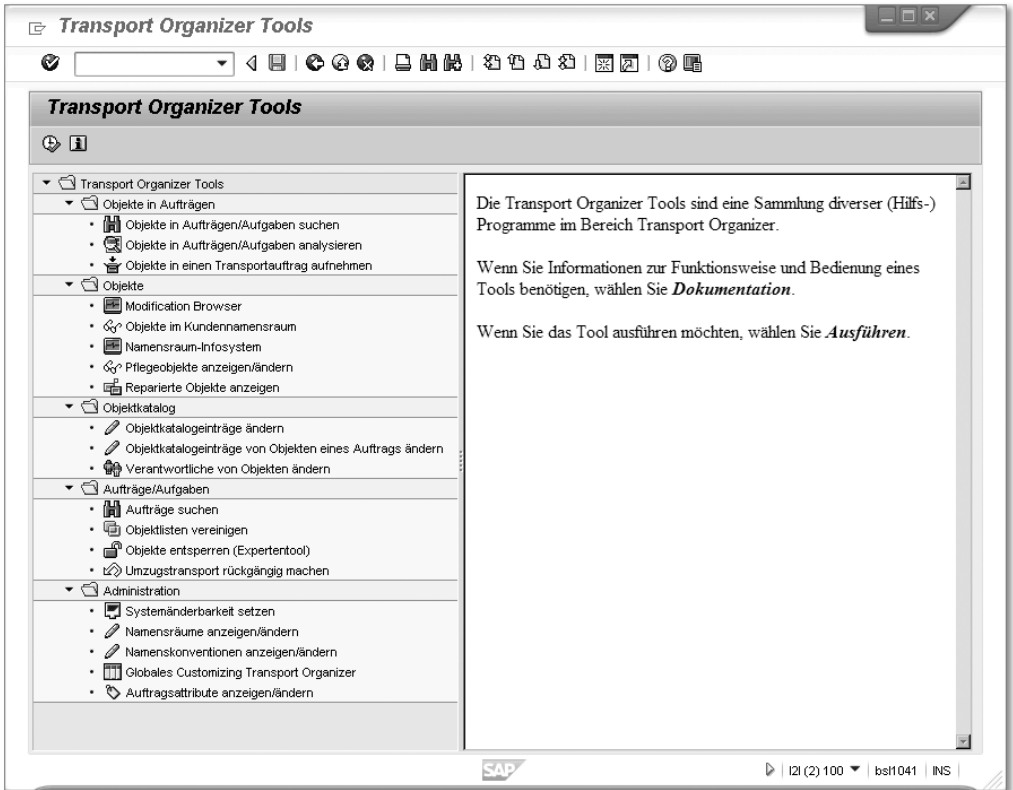 Transport Organizer Tools
Transport Organizer Tools
Transport Organizer Tools
Objekte in Aufträgen
Objekte in Aufträgen/Aufgaben suchen
Objekte in Aufträgen/Aufgaben analysieren
Objekte in einen Transportauftrag aufnehmen
Objekte
Modification Browser
Objekte im Kundennamensraum
Namensraum-Infosystem
Pflegeobjekte anzeigen/ändern
Reparierte Objekte anzeigen
Objektkatalog
Objektkatalogeinträge ändern
Objektkatalogeinträge von Objekten eines Auftrags ändern
Verantwortliche von Objekten ändern
Aufträge/Aufgaben
Aufträge suchen
Objektlisten vereinigen
Objekte entsperren (Expertentool)
Umzugstransport rückgängig machen
Administration
Systemänderbarkeit setzen
Namensräume anzeigen/ändern
Namenskonventionen anzeigen/ändern
Globales Customizing Transport Organizer
Auftragsattribute anzeigen/ändern
Die Transport Organizer Tools sind eine Sammlung diverser (Hilfs-)
Programme im Bereich Transport Organizer.
Wenn Sie Informationen zur Funktionsweise und Bedienung eines
Tools benötigen, wählen Sie Dokumentation.
Wenn Sie das Tool ausführen möchten, wählen Sie Ausführen.
SAP
I2I (2) 100 bsl1041 INS